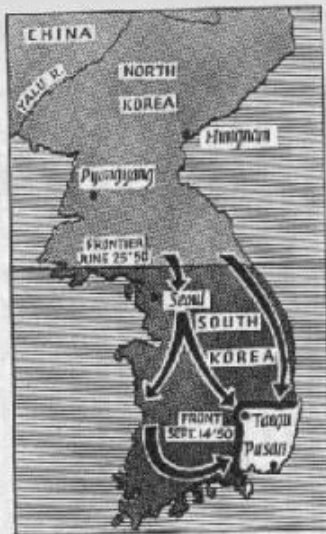 CHINA
YALU R.
NORTH
KOREA
Hungnam
Pyongyang
FRONTIER
JUNE 25'50
Seoul
SOUTH
KOREA
FRONT
SEPT. 14'50
Taegu
Pusan